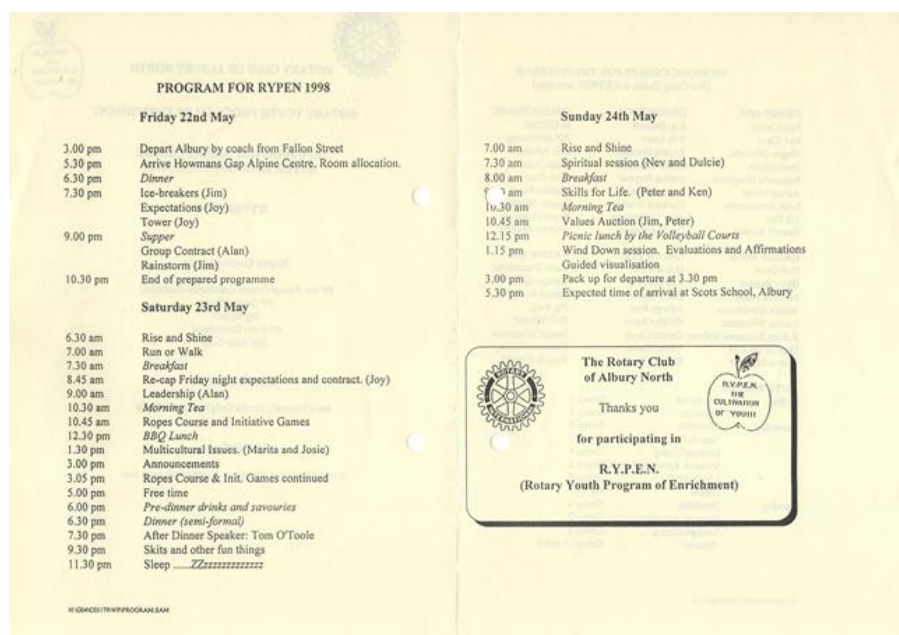 PROGRAM FOR RYPEN 1998
Friday 22nd May
3.00 pm Depart Albury by coach from Fallon Street
5.30 pm Arrive Howmans Gap Alpine Centre. Room allocation.
6.30 pm Dinner
7.30 pm Ice-breakers (Jim)
Expectations (Joy)
Tower (Joy)
9.00 pm Supper
Group Contract (Alan)
Rainstorm (Jim)
10.30 pm End of prepared programme
Saturday 23rd May
6.30 am Rise and Shine
7.00 am Run or Walk
7.30 am Breakfast
8.45 am Re-cap Friday night expectations and contract. (Joy)
9.00 am Leadership (Alan)
10.30 am Morning Tea
10.45 am Ropes Course and Initiative Games
12.30 pm BBQ Lunch
1.30 pm Multicultural Issues. (Marita and Josie)
3.00 pm Announcements
3.05 pm Ropes Course & Init. Games continued
5.00 pm Free time
6.00 pm Pre-dinner drinks and savouries
6.30 pm Dinner (semi-formal)
7.30 pm After Dinner Speaker: Tom O'Toole
9.30 pm Skits and other fun things
11.30 pm Sleep ......ZZzzzzzzzzzzzz
Sunday 24th May
7.00 am Rise and Shine
7.30 am Spiritual session (Nev and Dulcie)
8.00 am Breakfast
am Skills for Life. (Peter and Ken)
10.30 am Morning Tea
10.45 am Values Auction (Jim, Peter)
12.15 pm Picnic lunch by the Volleyball Courts
1.15 pm Wind Down session. Evaluations and Affirmations
Guided visualisation
3.00 pm Pack up for departure at 3.30 pm
5.30 pm Expected time of arrival at Scots School, Albury
The Rotary Club
of Albury North
Thanks you
for participating in
R.Y.P.E.N.
(Rotary Youth Program of Enrichment)
R.Y.P.E.N.
THE
CULTIVATION
OF YOUTH